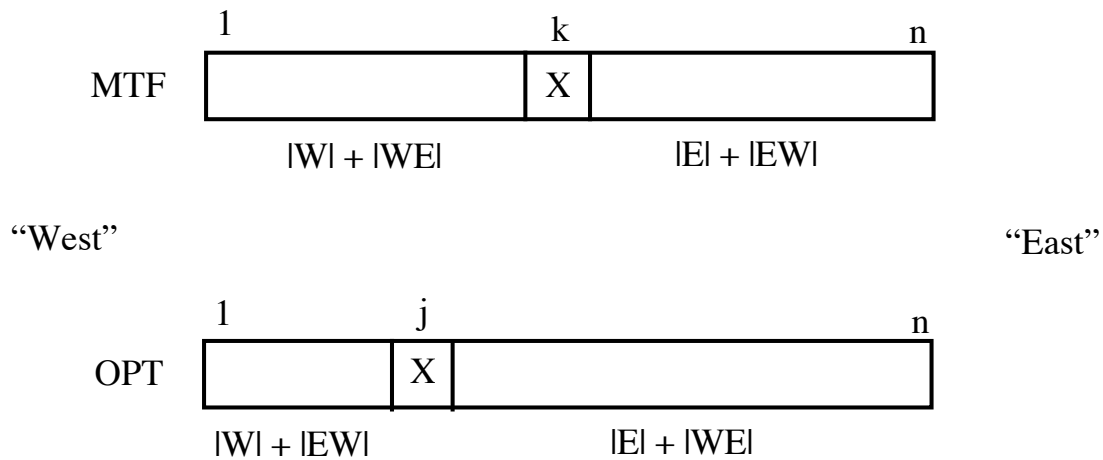 1 k n
MTF X
|W| + |WE| |E| + |EW|
“West” “East”
1 j n
OPT X
|W| + |EW| |E| + |WE|